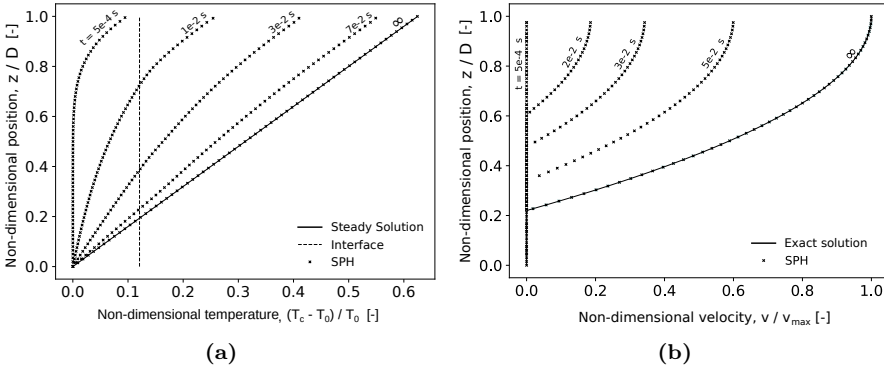 Non-dimensional position, z / D [-]
1.0
0.8
0.6
0.4
0.2
0.0
t = 5e-4 s
1e-2 s
3e-2 s
7e-2 s
∞
Steady Solution
Interface
SPH
0.0 0.1 0.2 0.3 0.4 0.5 0.6
Non-dimensional temperature, (T_c - T_0) / T_0 [-]
(a)
Non-dimensional position, z / D [-]
1.0
0.8
0.6
0.4
0.2
0.0
t = 5e-4 s
2e-2 s
3e-2 s
5e-2 s
∞
Exact solution
SPH
0.0 0.2 0.4 0.6 0.8 1.0
Non-dimensional velocity, v / v_max [-]
(b)